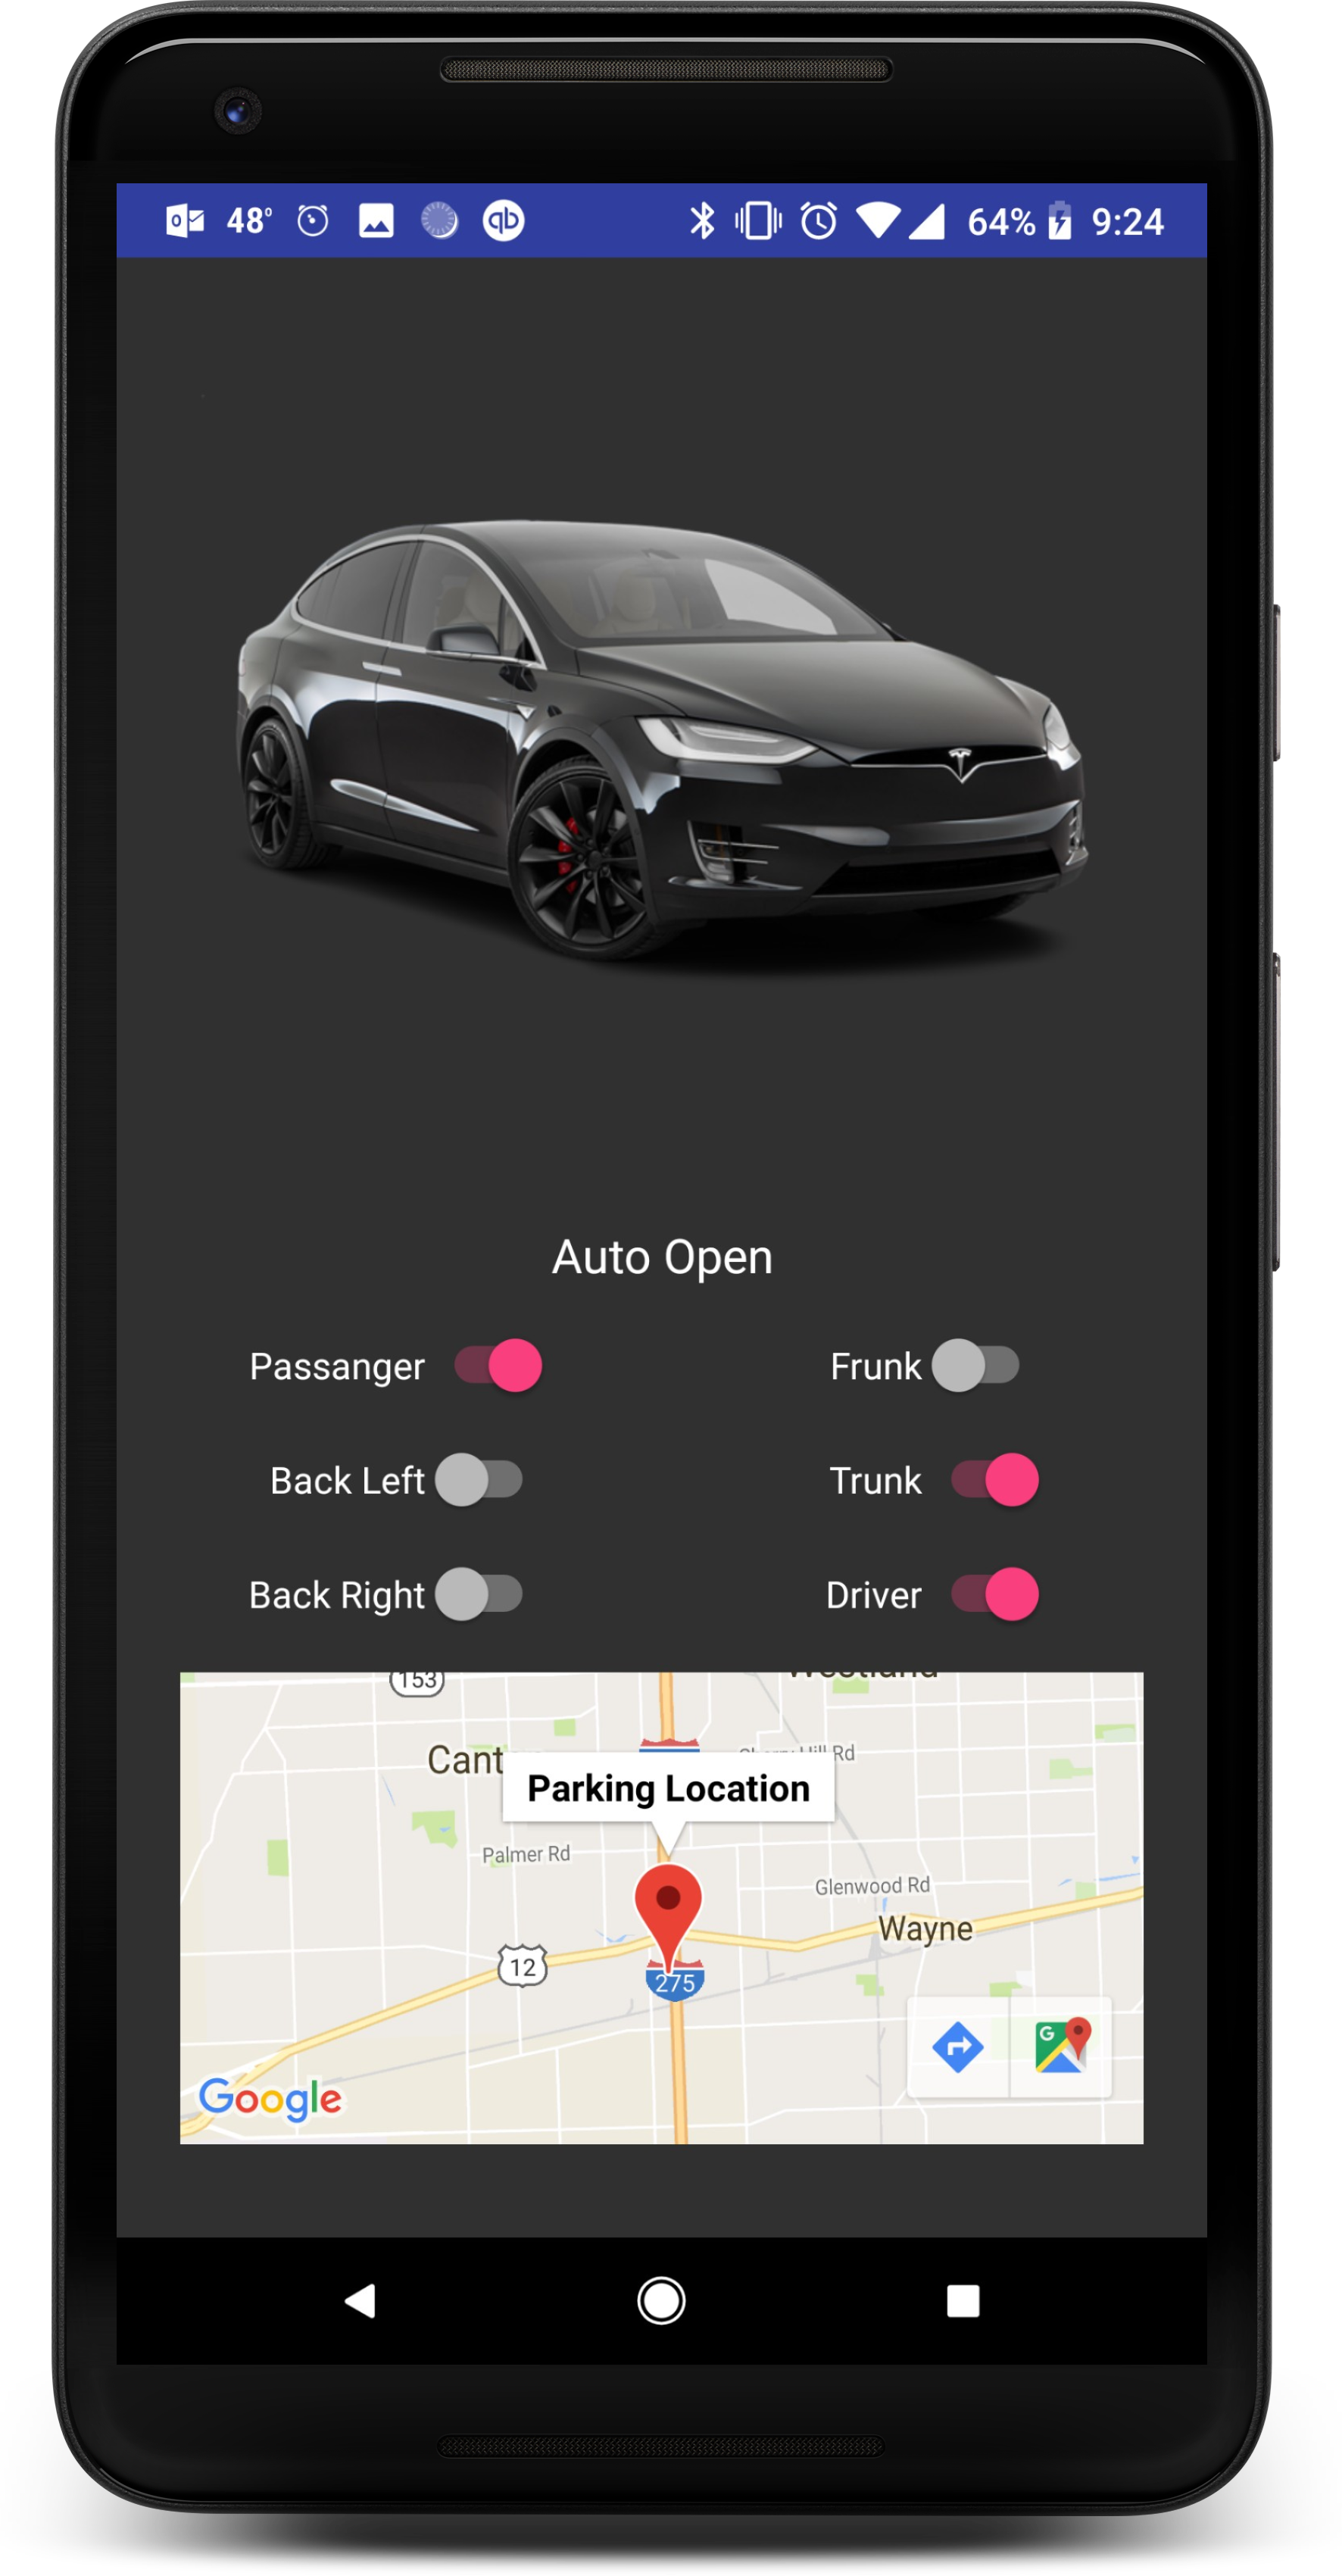 48° qb 64% 9:24
Auto Open
Passanger Frunk
Back Left Trunk
Back Right Driver
153
Cant
Rd
Parking Location
Palmer Rd
Glenwood Rd
Wayne
12
275
G
Google